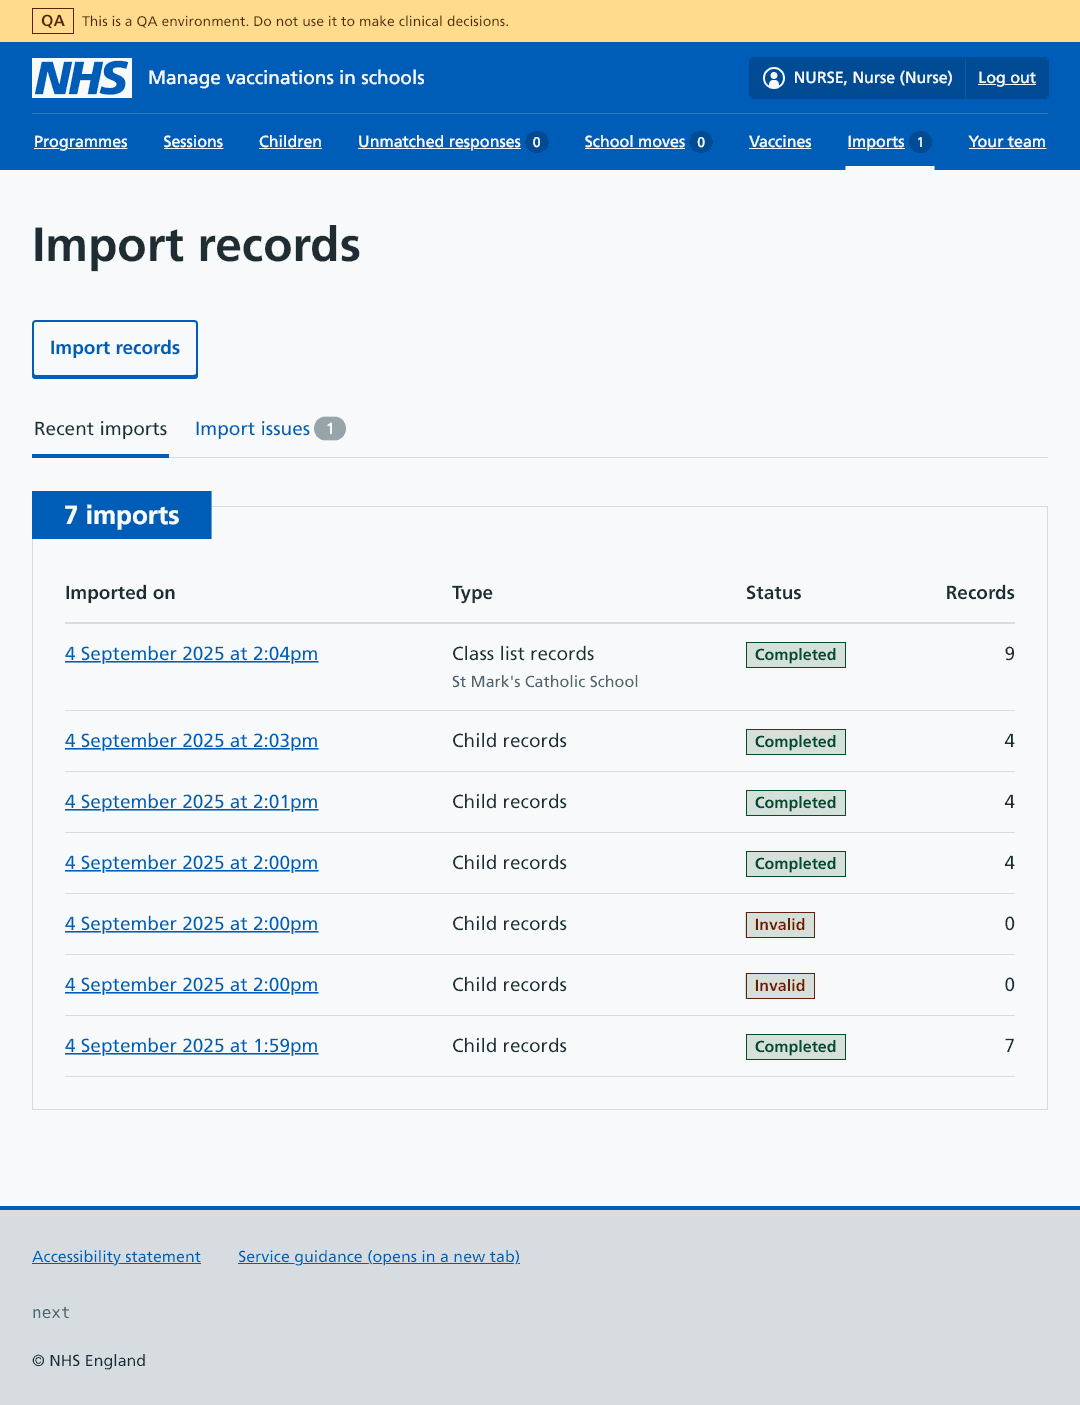 QA This is a QA environment. Do not use it to make clinical decisions.
NHS Manage vaccinations in schools NURSE, Nurse (Nurse) Log out
Programmes Sessions Children Unmatched responses 0 School moves 0 Vaccines Imports 1 Your team
Import records
Import records
Recent imports Import issues 1
7 imports
Imported on Type Status Records
4 September 2025 at 2:04pm Class list records Completed 9
St Mark's Catholic School
4 September 2025 at 2:03pm Child records Completed 4
4 September 2025 at 2:01pm Child records Completed 4
4 September 2025 at 2:00pm Child records Completed 4
4 September 2025 at 2:00pm Child records Invalid 0
4 September 2025 at 2:00pm Child records Invalid 0
4 September 2025 at 1:59pm Child records Completed 7
Accessibility statement Service guidance (opens in a new tab)
next
© NHS England